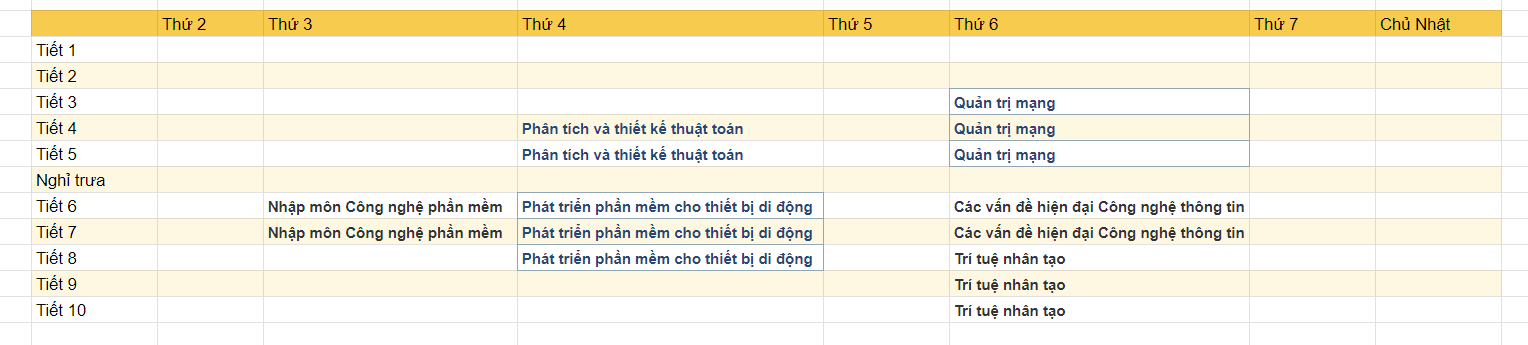 Thứ 2 Thứ 3 Thứ 4 Thứ 5 Thứ 6 Thứ 7 Chủ Nhật
Tiết 1
Tiết 2
Tiết 3 Quản trị mạng
Tiết 4 Phân tích và thiết kế thuật toán Quản trị mạng
Tiết 5 Phân tích và thiết kế thuật toán Quản trị mạng
Nghỉ trưa
Tiết 6 Nhập môn Công nghệ phần mềm Phát triển phần mềm cho thiết bị di động Các vấn đề hiện đại Công nghệ thông tin
Tiết 7 Nhập môn Công nghệ phần mềm Phát triển phần mềm cho thiết bị di động Các vấn đề hiện đại Công nghệ thông tin
Tiết 8 Phát triển phần mềm cho thiết bị di động Trí tuệ nhân tạo
Tiết 9 Trí tuệ nhân tạo
Tiết 10 Trí tuệ nhân tạo